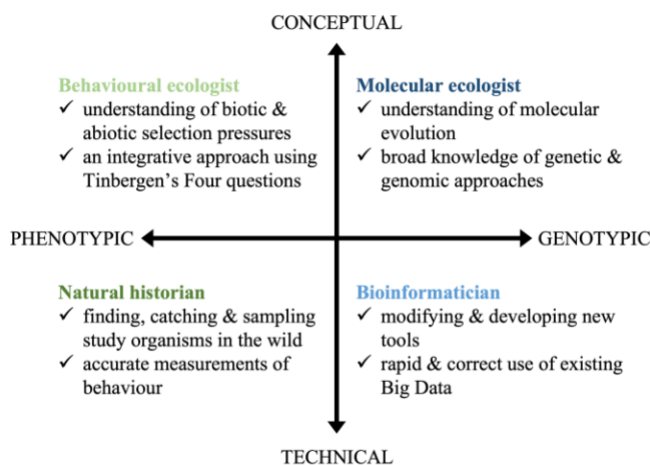 CONCEPTUAL
Behavioural ecologist
✓ understanding of biotic &
abiotic selection pressures
✓ an integrative approach using
Tinbergen's Four questions
Molecular ecologist
✓ understanding of molecular
evolution
✓ broad knowledge of genetic &
genomic approaches
PHENOTYPIC
GENOTYPIC
Natural historian
✓ finding, catching & sampling
study organisms in the wild
✓ accurate measurements of
behaviour
Bioinformatician
✓ modifying & developing new
tools
✓ rapid & correct use of existing
Big Data
TECHNICAL